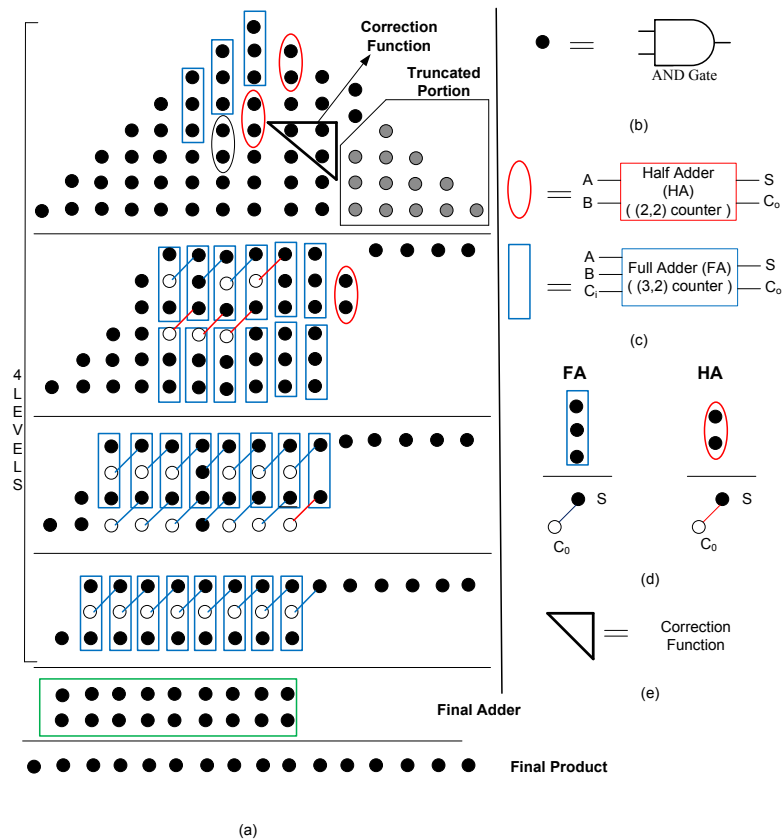 Correction
Function
Truncated
Portion
4
L
E
V
E
L
S
Final Adder
Final Product
(a)
AND Gate
(b)
A
B
Half Adder
(HA)
( (2,2) counter )
S
Co
A
B
Ci
Full Adder (FA)
( (3,2) counter )
S
Co
(c)
FA
HA
S
C0
S
C0
(d)
Correction
Function
(e)